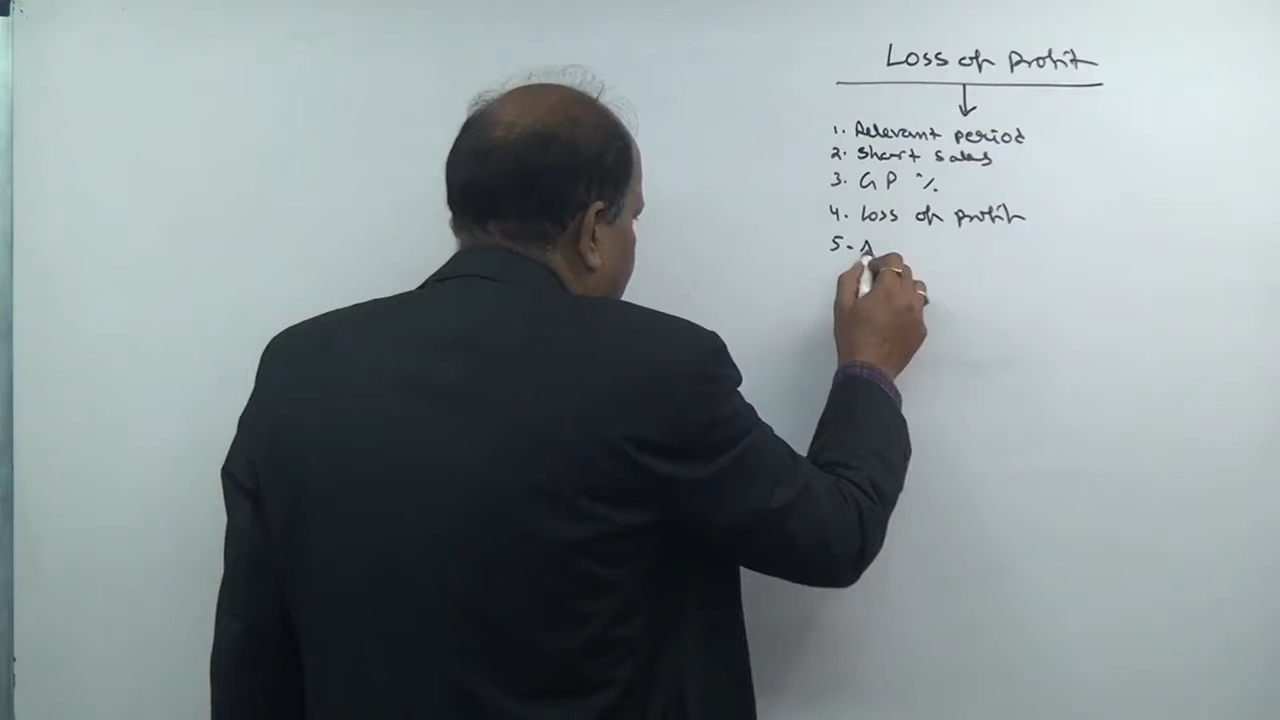 Loss of profit
1. Relevant period
2. Short sales
3. GP %
4. Loss of profit
5. A